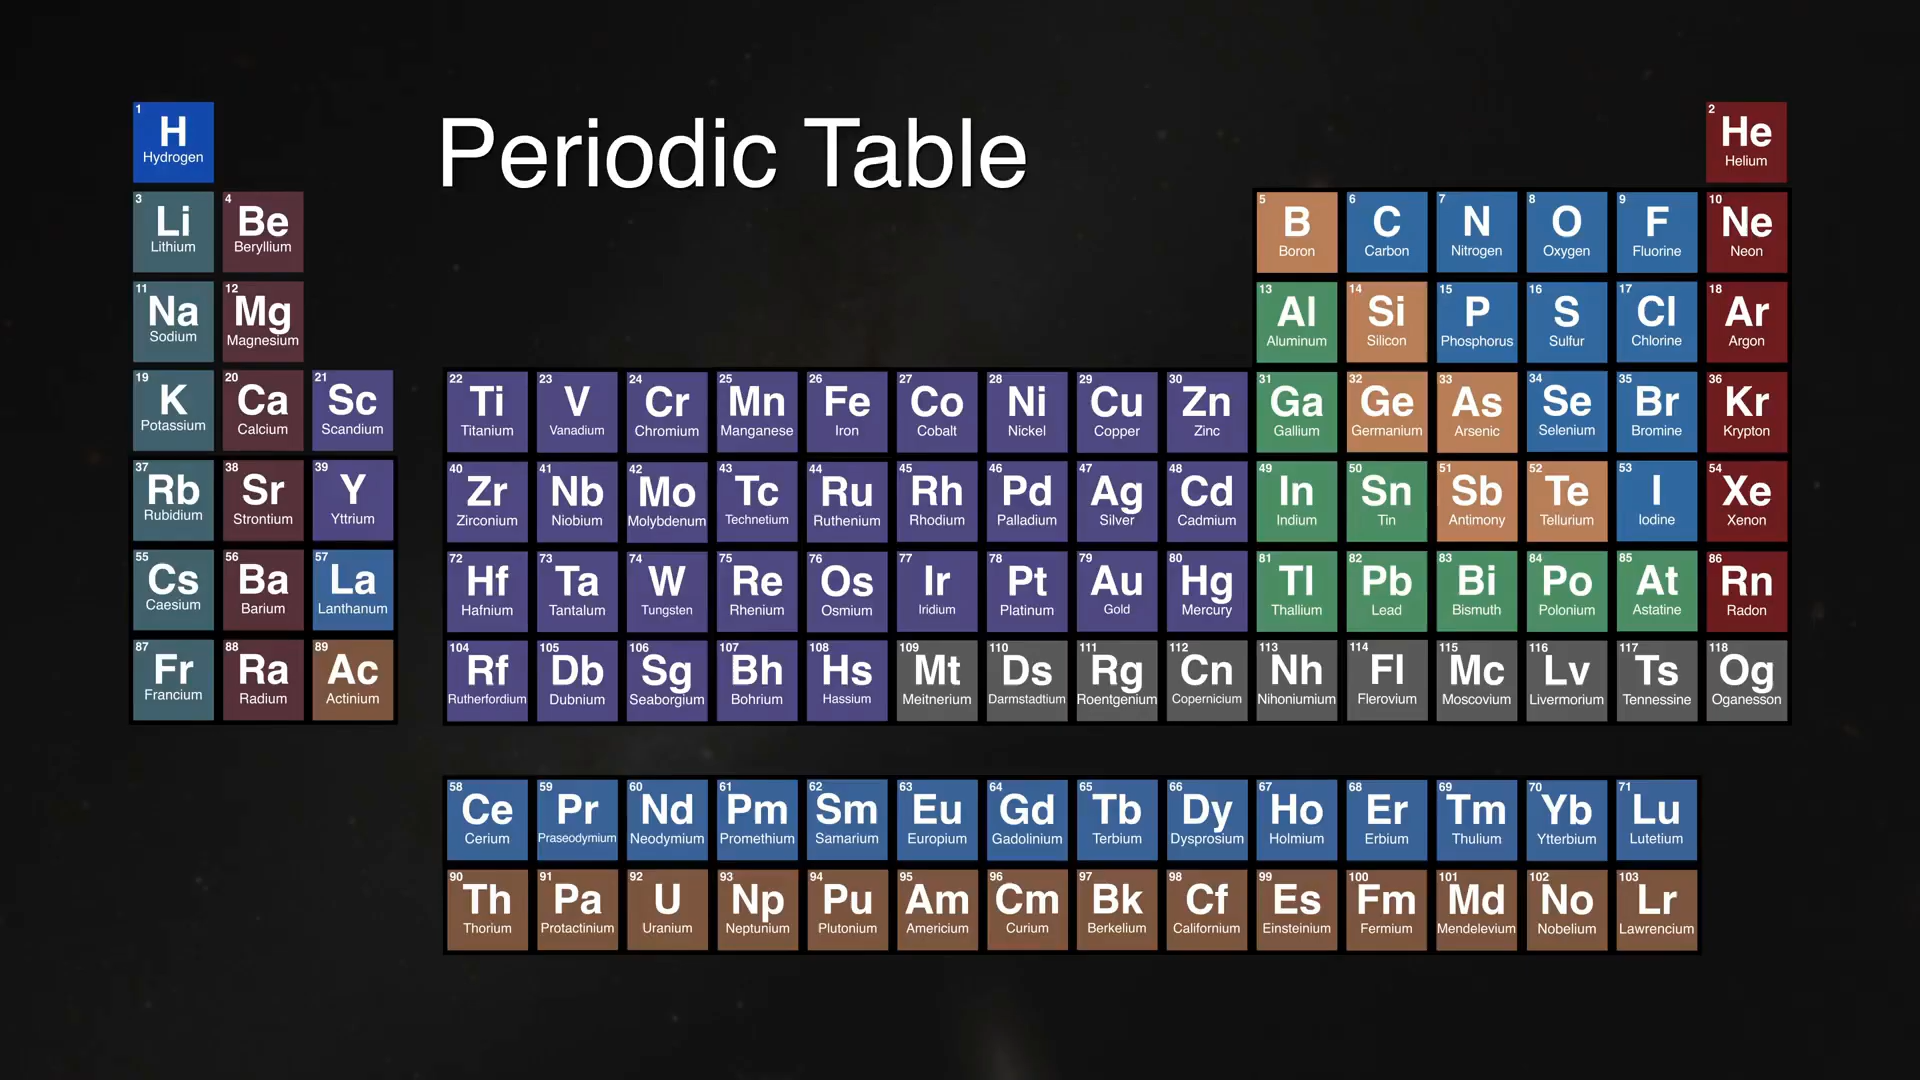 Periodic Table
1
H
Hydrogen
2
He
Helium
3
Li
Lithium
4
Be
Beryllium
5
B
Boron
6
C
Carbon
7
N
Nitrogen
8
O
Oxygen
9
F
Fluorine
10
Ne
Neon
11
Na
Sodium
12
Mg
Magnesium
13
Al
Aluminum
14
Si
Silicon
15
P
Phosphorus
16
S
Sulfur
17
Cl
Chlorine
18
Ar
Argon
19
K
Potassium
20
Ca
Calcium
21
Sc
Scandium
22
Ti
Titanium
23
V
Vanadium
24
Cr
Chromium
25
Mn
Manganese
26
Fe
Iron
27
Co
Cobalt
28
Ni
Nickel
29
Cu
Copper
30
Zn
Zinc
31
Ga
Gallium
32
Ge
Germanium
33
As
Arsenic
34
Se
Selenium
35
Br
Bromine
36
Kr
Krypton
37
Rb
Rubidium
38
Sr
Strontium
39
Y
Yttrium
40
Zr
Zirconium
41
Nb
Niobium
42
Mo
Molybdenum
43
Tc
Technetium
44
Ru
Ruthenium
45
Rh
Rhodium
46
Pd
Palladium
47
Ag
Silver
48
Cd
Cadmium
49
In
Indium
50
Sn
Tin
51
Sb
Antimony
52
Te
Tellurium
53
I
Iodine
54
Xe
Xenon
55
Cs
Caesium
56
Ba
Barium
57
La
Lanthanum
72
Hf
Hafnium
73
Ta
Tantalum
74
W
Tungsten
75
Re
Rhenium
76
Os
Osmium
77
Ir
Iridium
78
Pt
Platinum
79
Au
Gold
80
Hg
Mercury
81
Tl
Thallium
82
Pb
Lead
83
Bi
Bismuth
84
Po
Polonium
85
At
Astatine
86
Rn
Radon
87
Fr
Francium
88
Ra
Radium
89
Ac
Actinium
104
Rf
Rutherfordium
105
Db
Dubnium
106
Sg
Seaborgium
107
Bh
Bohrium
108
Hs
Hassium
109
Mt
Meitnerium
110
Ds
Darmstadtium
111
Rg
Roentgenium
112
Cn
Copernicium
113
Nh
Nihoniumium
114
Fl
Flerovium
115
Mc
Moscovium
116
Lv
Livermorium
117
Ts
Tennessine
118
Og
Oganesson
58
Ce
Cerium
59
Pr
Praseodymium
60
Nd
Neodymium
61
Pm
Promethium
62
Sm
Samarium
63
Eu
Europium
64
Gd
Gadolinium
65
Tb
Terbium
66
Dy
Dysprosium
67
Ho
Holmium
68
Er
Erbium
69
Tm
Thulium
70
Yb
Ytterbium
71
Lu
Lutetium
90
Th
Thorium
91
Pa
Protactinium
92
U
Uranium
93
Np
Neptunium
94
Pu
Plutonium
95
Am
Americium
96
Cm
Curium
97
Bk
Berkelium
98
Cf
Californium
99
Es
Einsteinium
100
Fm
Fermium
101
Md
Mendelevium
102
No
Nobelium
103
Lr
Lawrencium